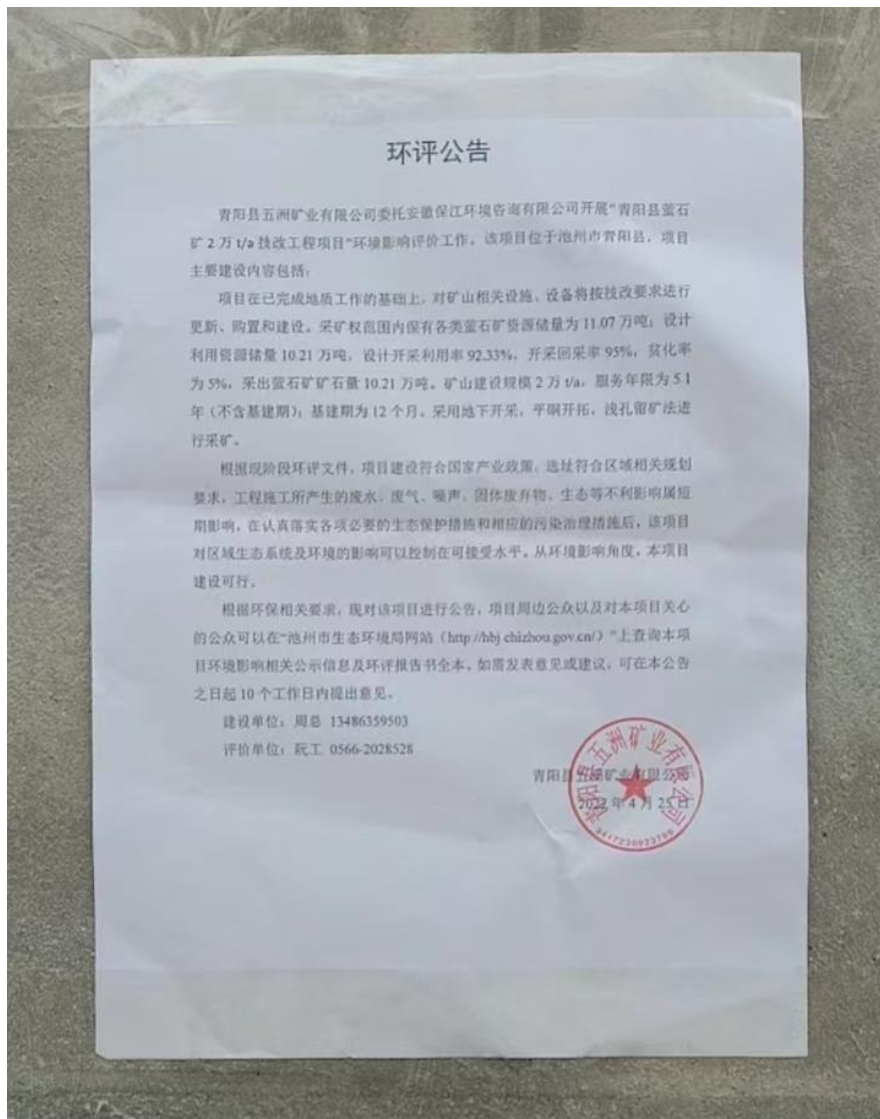 环评公告
青阳县五洲矿业有限公司委托安徽保江环境咨询有限公司开展“青阳县萤石
矿 2 万 t/a 技改工程项目”环境影响评价工作。该项目位于池州市青阳县，项目
主要建设内容包括：
项目在已完成地质工作的基础上，对矿山相关设施、设备将按技改要求进行
更新、购置和建设。采矿权范围内保有各类萤石矿资源储量为 11.07 万吨；设计
利用资源储量 10.21 万吨，设计开采利用率 92.33%，开采回采率 95%，贫化率
为 5%，采出萤石矿矿石量 10.21 万吨。矿山建设规模 2 万 t/a，服务年限为 5.1
年（不含基建期）；基建期为 12 个月。采用地下开采，平硐开拓，浅孔留矿法进
行采矿。
根据现阶段环评文件，项目建设符合国家产业政策，选址符合区域相关规划
要求，工程施工所产生的废水、废气、噪声、固体废弃物、生态等不利影响属短
期影响，在认真落实各项必要的生态保护措施和相应的污染治理措施后，该项目
对区域生态系统及环境的影响可以控制在可接受水平。从环境影响角度，本项目
建设可行。
根据环保相关要求，现对该项目进行公告，项目周边公众以及对本项目关心
的公众可以在“池州市生态环境局网站（http://hbj.chizhou.gov.cn/）”上查询本项
目环境影响相关公示信息及环评报告书全本。如需发表意见或建议，可在本公告
之日起 10 个工作日内提出意见。
建设单位：周总 13486359503
评价单位：阮工 0566-2028528
青阳县五洲矿业有限公司
2022 年 4 月 25 日
青阳县五洲矿业有限公司